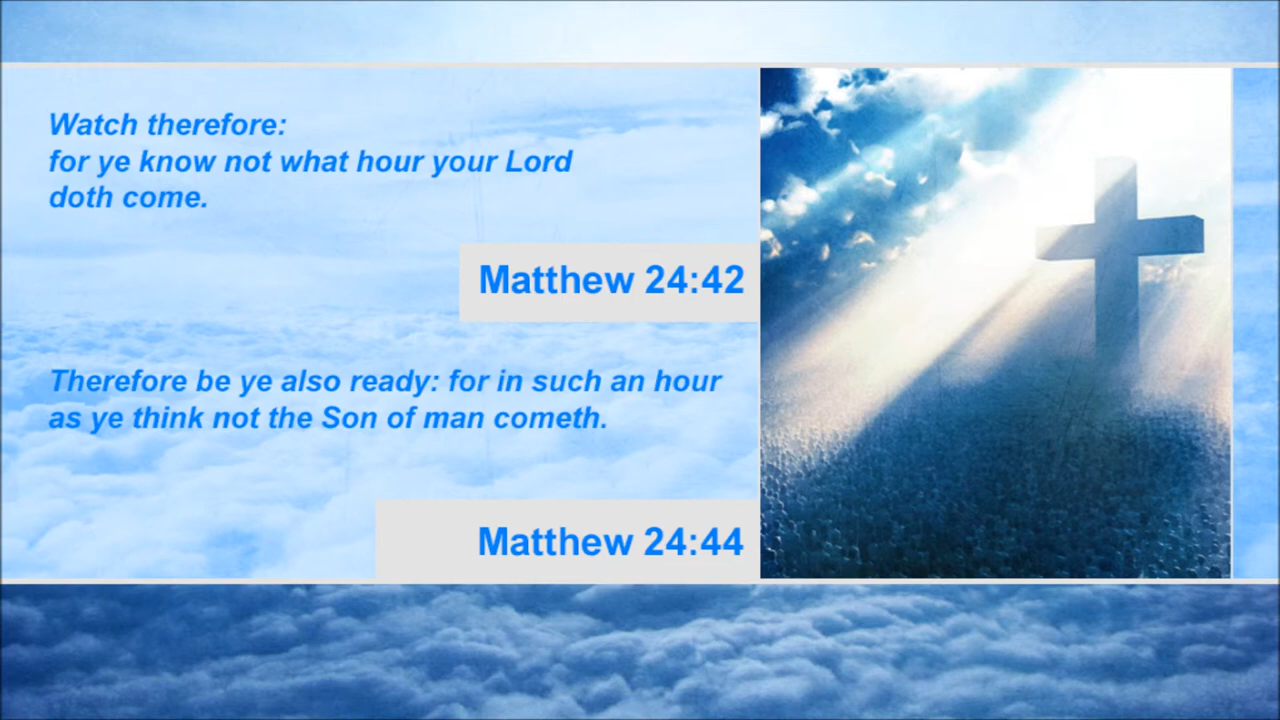 Watch therefore:
for ye know not what hour your Lord
doth come.
Matthew 24:42
Therefore be ye also ready: for in such an hour
as ye think not the Son of man cometh.
Matthew 24:44